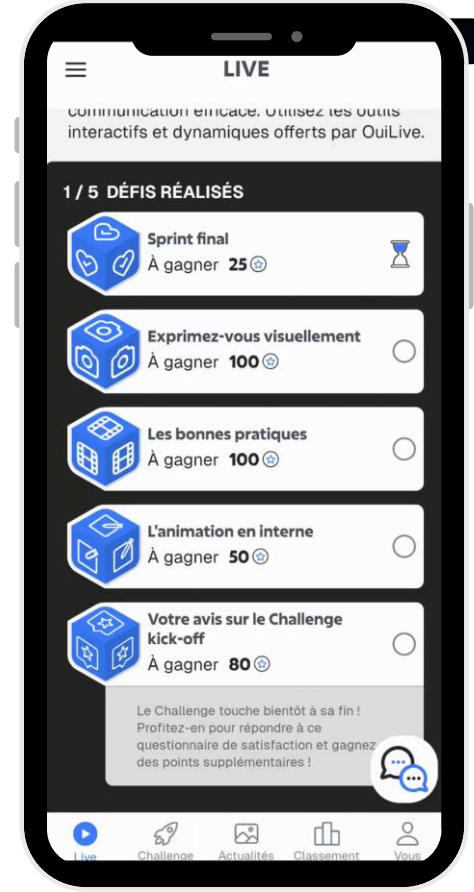 LIVE
communication efficace. Utilisez les outils
interactifs et dynamiques offerts par OuiLive.
1 / 5 DÉFIS RÉALISÉS
Sprint final
À gagner 25
Exprimez-vous visuellement
À gagner 100
Les bonnes pratiques
À gagner 100
L'animation en interne
À gagner 50
Votre avis sur le Challenge
kick-off
À gagner 80
Le Challenge touche bientôt à sa fin !
Profitez-en pour répondre à ce
questionnaire de satisfaction et gagnez
des points supplémentaires !
Live Challenge Actualités Classement Vous